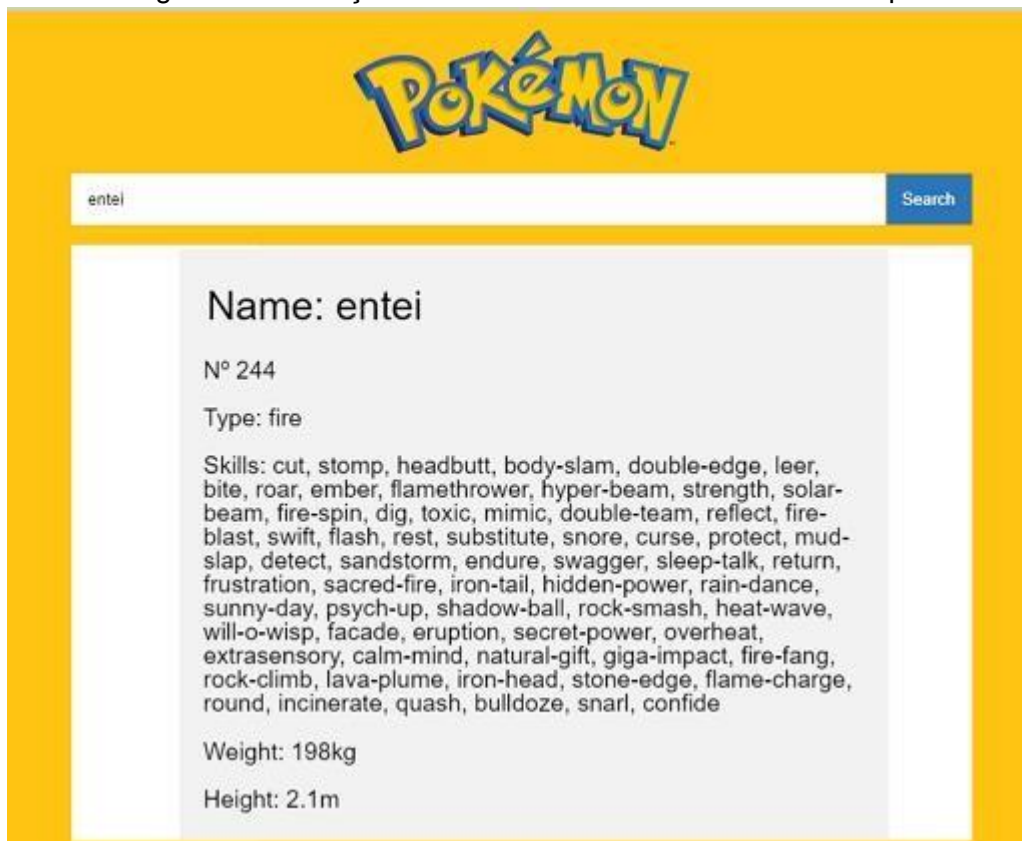 POKéMON
entei
Search
Name: entei
Nº 244
Type: fire
Skills: cut, stomp, headbutt, body-slam, double-edge, leer,
bite, roar, ember, flamethrower, hyper-beam, strength, solar-
beam, fire-spin, dig, toxic, mimic, double-team, reflect, fire-
blast, swift, flash, rest, substitute, snore, curse, protect, mud-
slap, detect, sandstorm, endure, swagger, sleep-talk, return,
frustration, sacred-fire, iron-tail, hidden-power, rain-dance,
sunny-day, psych-up, shadow-ball, rock-smash, heat-wave,
will-o-wisp, facade, eruption, secret-power, overheat,
extrasensory, calm-mind, natural-gift, giga-impact, fire-fang,
rock-climb, lava-plume, iron-head, stone-edge, flame-charge,
round, incinerate, quash, bulldoze, snarl, confide
Weight: 198kg
Height: 2.1m